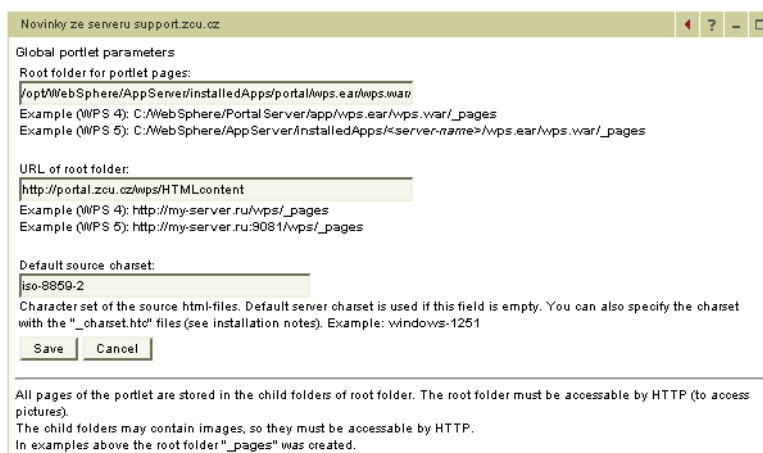 Novinky ze serveru support.zcu.cz
Global portlet parameters
Root folder for portlet pages:
/opt/WebSphere/AppServer/installedApps/portal/wps.ear/wps.war/
Example (WPS 4): C:/WebSphere/PortalServer/app/wps.ear/wps.war/_pages
Example (WPS 5): C:/WebSphere/AppServer/installedApps/<server-name>/wps.ear/wps.war/_pages
URL of root folder:
http://portal.zcu.cz/wps/HTMLcontent
Example (WPS 4): http://my-server.ru/wps/_pages
Example (WPS 5): http://my-server.ru:9081/wps/_pages
Default source charset:
iso-8859-2
Character set of the source html-files. Default server charset is used if this field is empty. You can also specify the charset
with the "_charset.htc" files (see installation notes). Example: windows-1251
Save Cancel
All pages of the portlet are stored in the child folders of root folder. The root folder must be accessable by HTTP (to access
pictures).
The child folders may contain images, so they must be accessable by HTTP.
In examples above the root folder "_pages" was created.